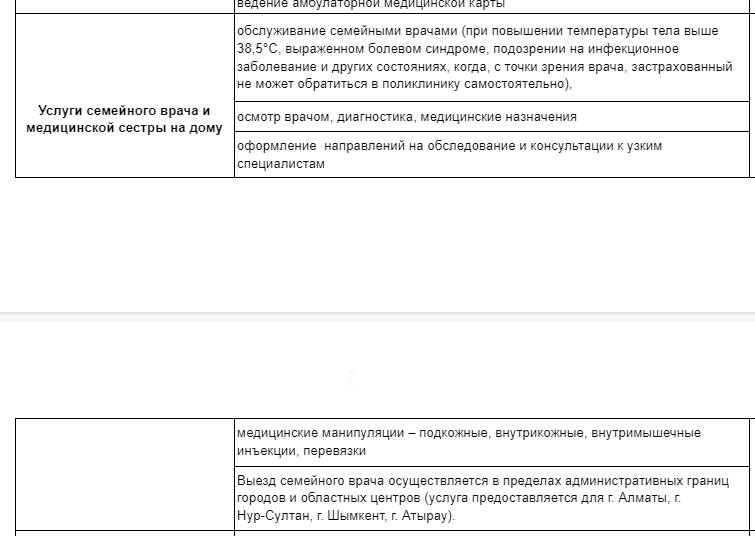 ведение амбулаторной медицинской карты
обслуживание семейными врачами (при повышении температуры тела выше
38,5°С, выраженном болевом синдроме, подозрении на инфекционное
заболевание и других состояниях, когда, с точки зрения врача, застрахованный
не может обратиться в поликлинику самостоятельно),
Услуги семейного врача и
медицинской сестры на дому
осмотр врачом, диагностика, медицинские назначения
оформление  направлений на обследование и консультации к узким
специалистам
медицинские манипуляции – подкожные, внутрикожные, внутримышечные
инъекции, перевязки
Выезд семейного врача осуществляется в пределах административных границ
городов и областных центров (услуга предоставляется для г. Алматы, г.
Нур-Султан, г. Шымкент, г. Атырау).